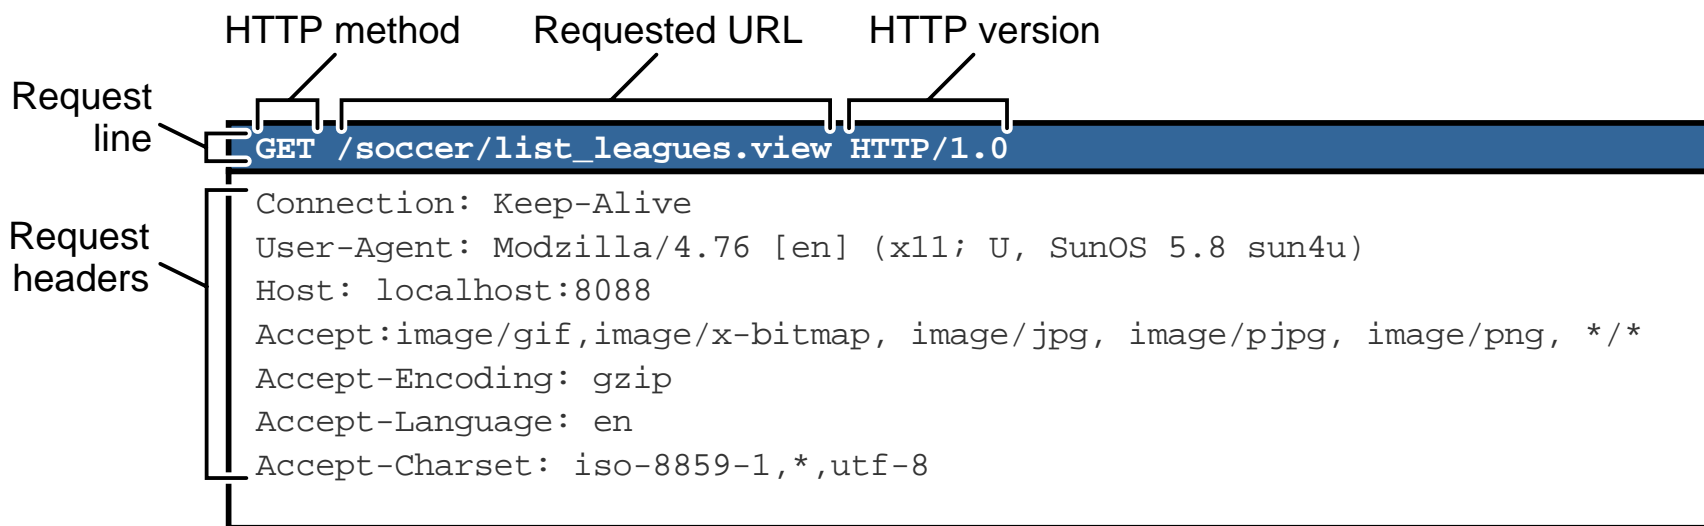 HTTP method Requested URL HTTP version
Request line
GET /soccer/list_leagues.view HTTP/1.0
Request headers
Connection: Keep-Alive
User-Agent: Modzilla/4.76 [en] (x11; U, SunOS 5.8 sun4u)
Host: localhost:8088
Accept:image/gif,image/x-bitmap, image/jpg, image/pjpg, image/png, */*
Accept-Encoding: gzip
Accept-Language: en
Accept-Charset: iso-8859-1,*,utf-8